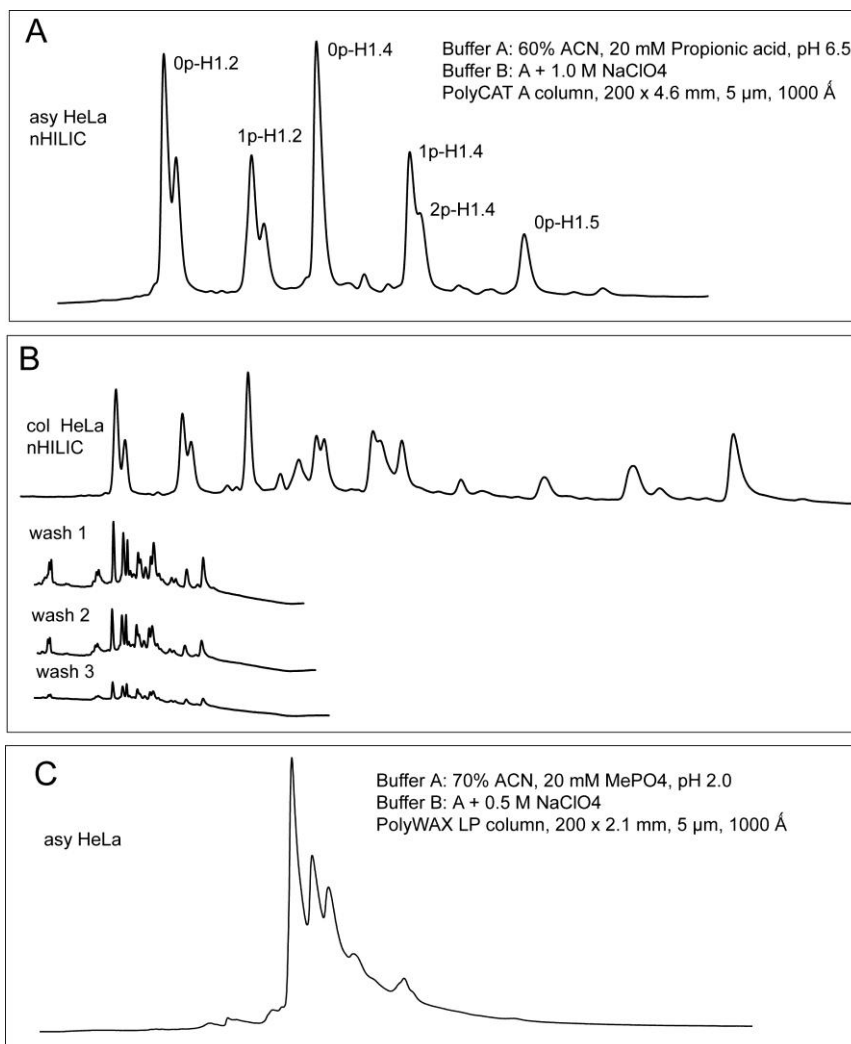 A
0p-H1.2
0p-H1.4
Buffer A: 60% ACN, 20 mM Propionic acid, pH 6.5
Buffer B: A + 1.0 M NaClO4
PolyCAT A column, 200 x 4.6 mm, 5 µm, 1000 Å
asy HeLa
nHILIC
1p-H1.2
1p-H1.4
2p-H1.4
0p-H1.5
B
col HeLa
nHILIC
wash 1
wash 2
wash 3
C
Buffer A: 70% ACN, 20 mM MePO4, pH 2.0
Buffer B: A + 0.5 M NaClO4
PolyWAX LP column, 200 x 2.1 mm, 5 µm, 1000 Å
asy HeLa